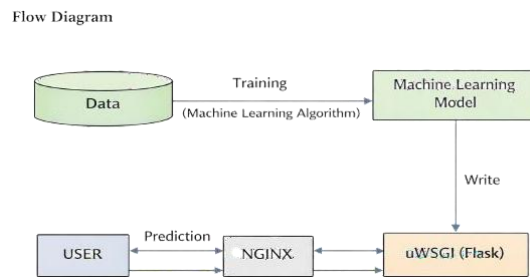 Flow Diagram
Training
Data
(Machine Learning Algorithm)
Machine Learning
Model
Write
Prediction
USER
NGINX
uWSGI (Flask)